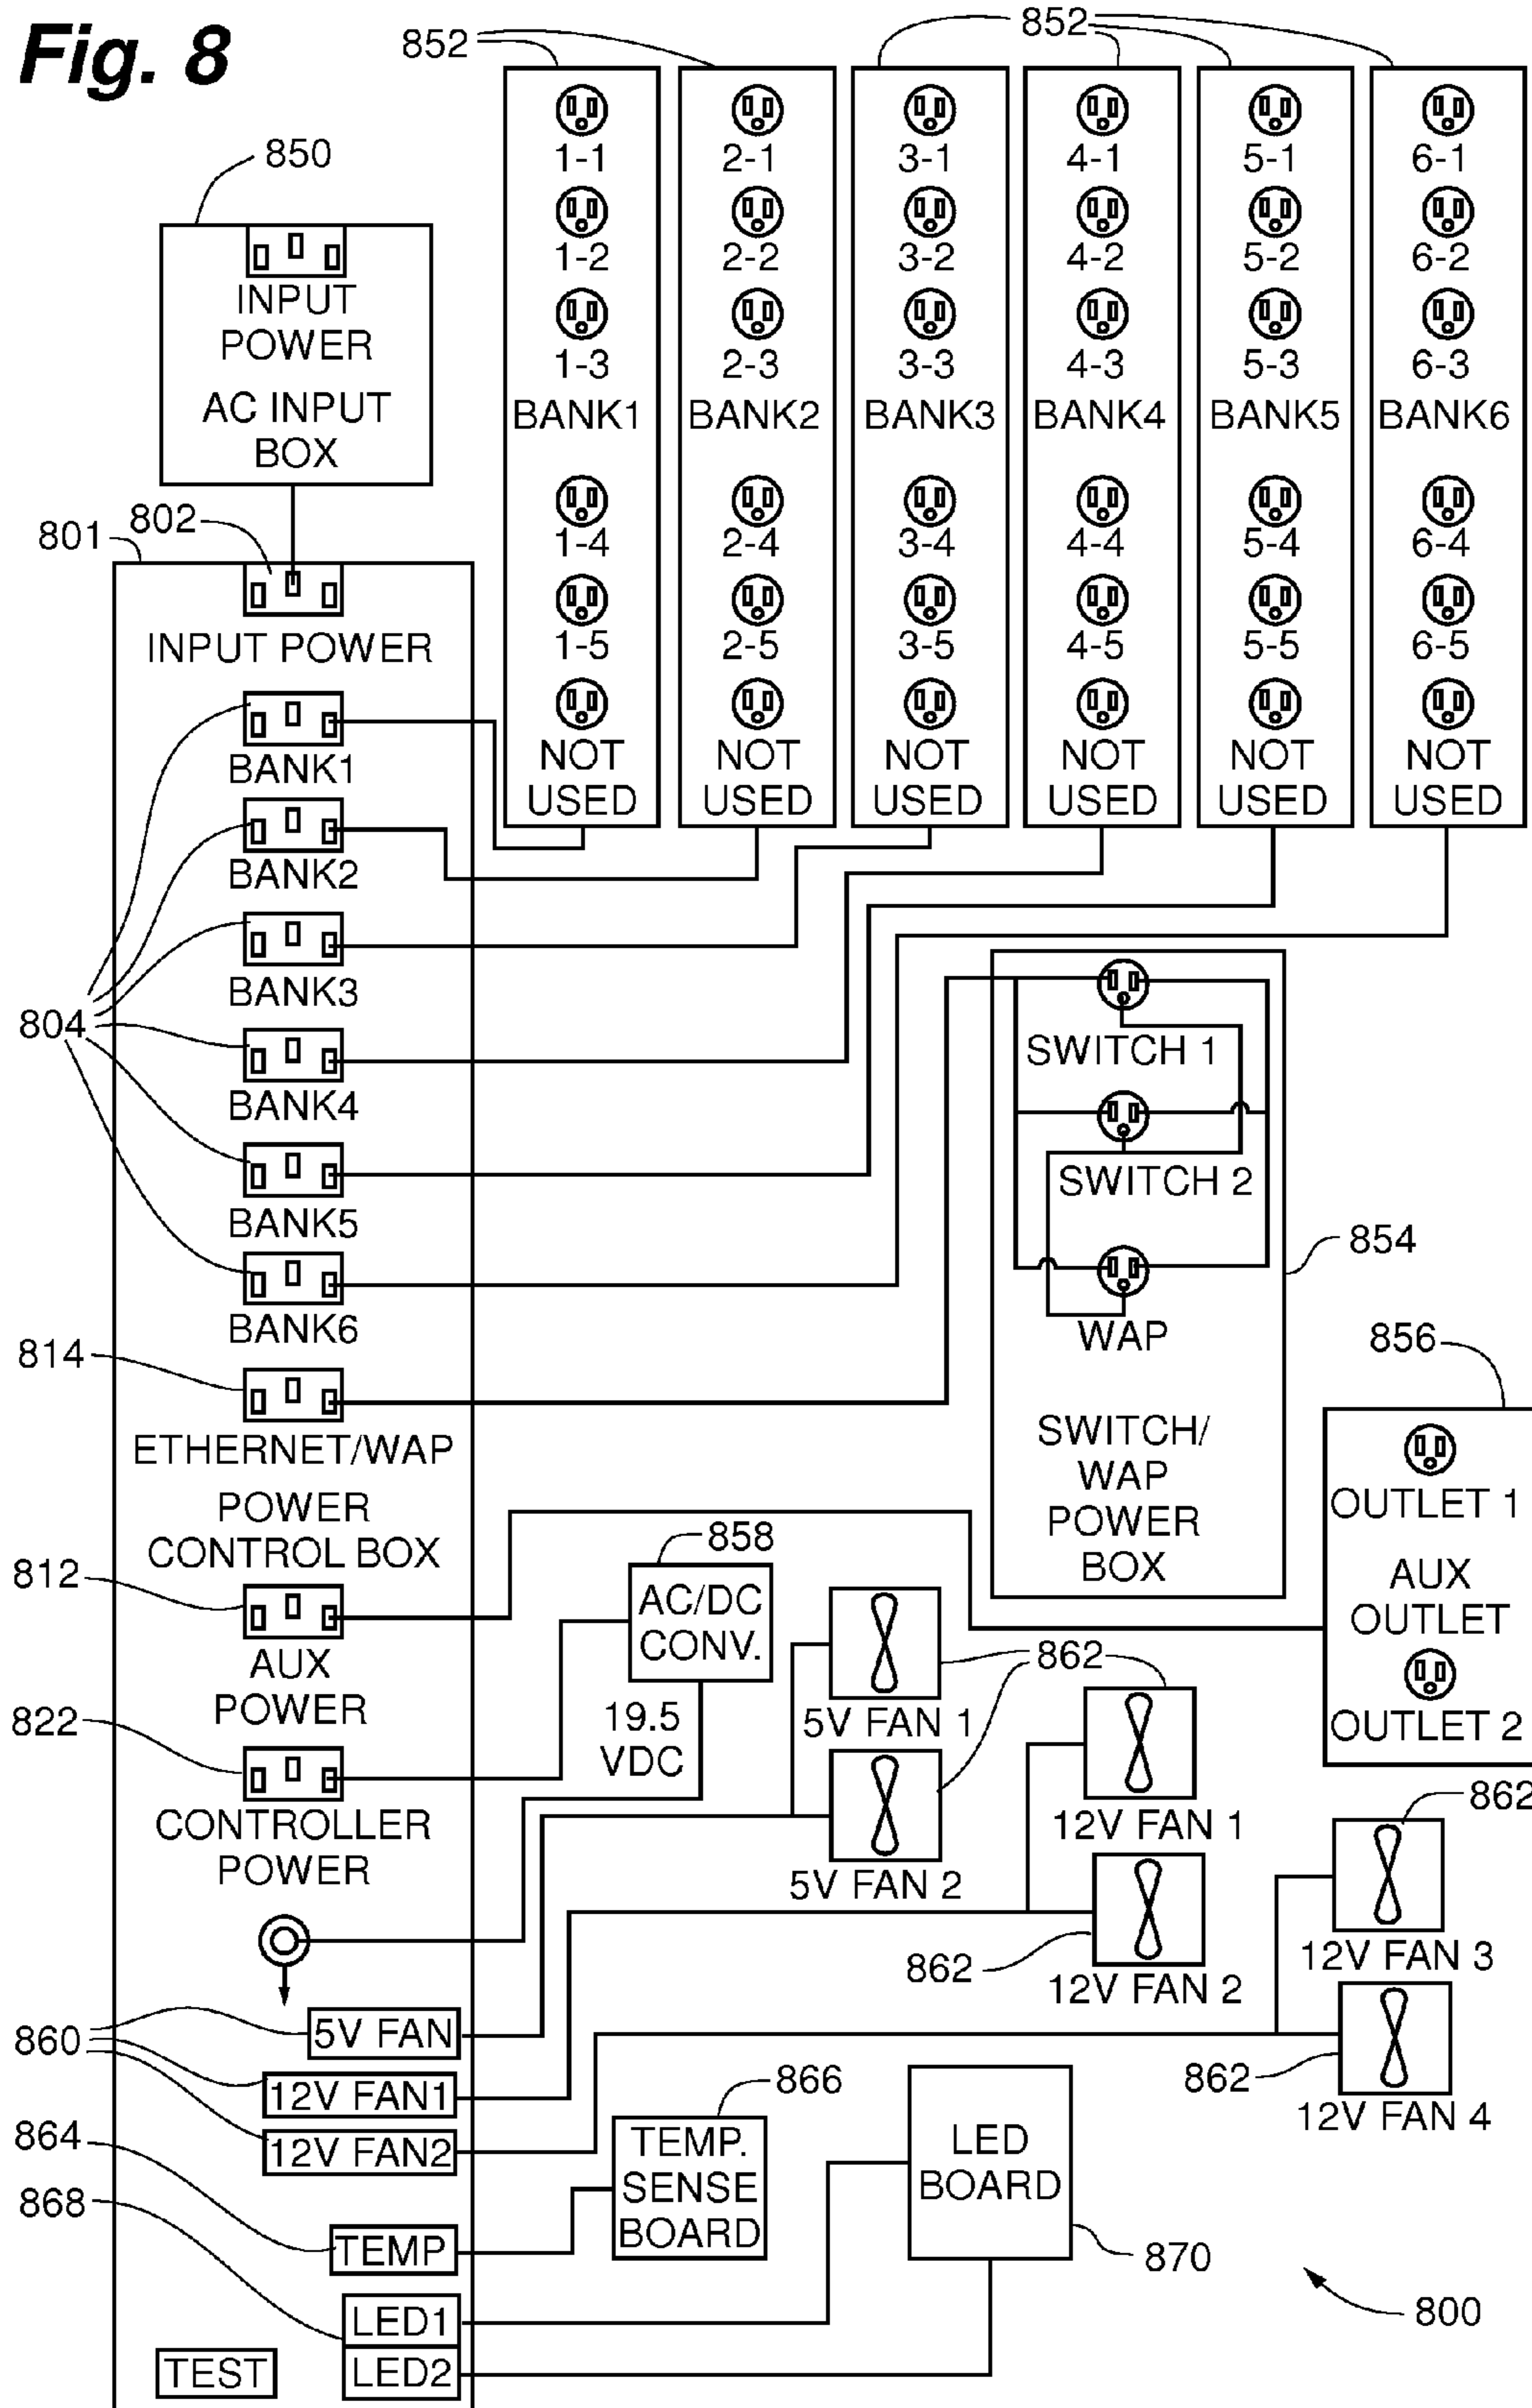 Fig. 8
852
852
850
INPUT
POWER
AC INPUT
BOX
1-1
1-2
1-3
BANK1
1-4
1-5
NOT
USED
2-1
2-2
2-3
BANK2
2-4
2-5
NOT
USED
3-1
3-2
3-3
BANK3
3-4
3-5
NOT
USED
4-1
4-2
4-3
BANK4
4-4
4-5
NOT
USED
5-1
5-2
5-3
BANK5
5-4
5-5
NOT
USED
6-1
6-2
6-3
BANK6
6-4
6-5
NOT
USED
801
802
INPUT POWER
BANK1
BANK2
BANK3
804
BANK4
BANK5
BANK6
814
ETHERNET/WAP
POWER
CONTROL BOX
812
AUX
POWER
822
CONTROLLER
POWER
SWITCH 1
SWITCH 2
WAP
SWITCH/
WAP
POWER
BOX
854
856
OUTLET 1
AUX
OUTLET
OUTLET 2
858
AC/DC
CONV.
19.5
VDC
862
5V FAN 1
5V FAN 2
12V FAN 1
862
12V FAN 2
862
12V FAN 3
862
12V FAN 4
860
5V FAN
12V FAN1
12V FAN2
864
TEMP
866
TEMP.
SENSE
BOARD
868
LED1
LED2
TEST
LED
BOARD
870
800